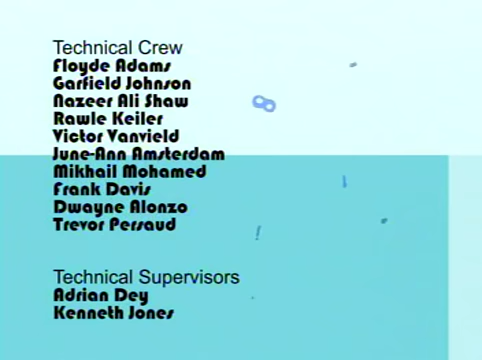 Technical Crew
Floyde Adams
Garfield Johnson
Nazeer Ali Shaw
Rawle Keiler
Victor Vanvield
June-Ann Amsterdam
Mikhail Mohamed
Frank Davis
Dwayne Alonzo
Trevor Persaud
Technical Supervisors
Adrian Dey
Kenneth Jones